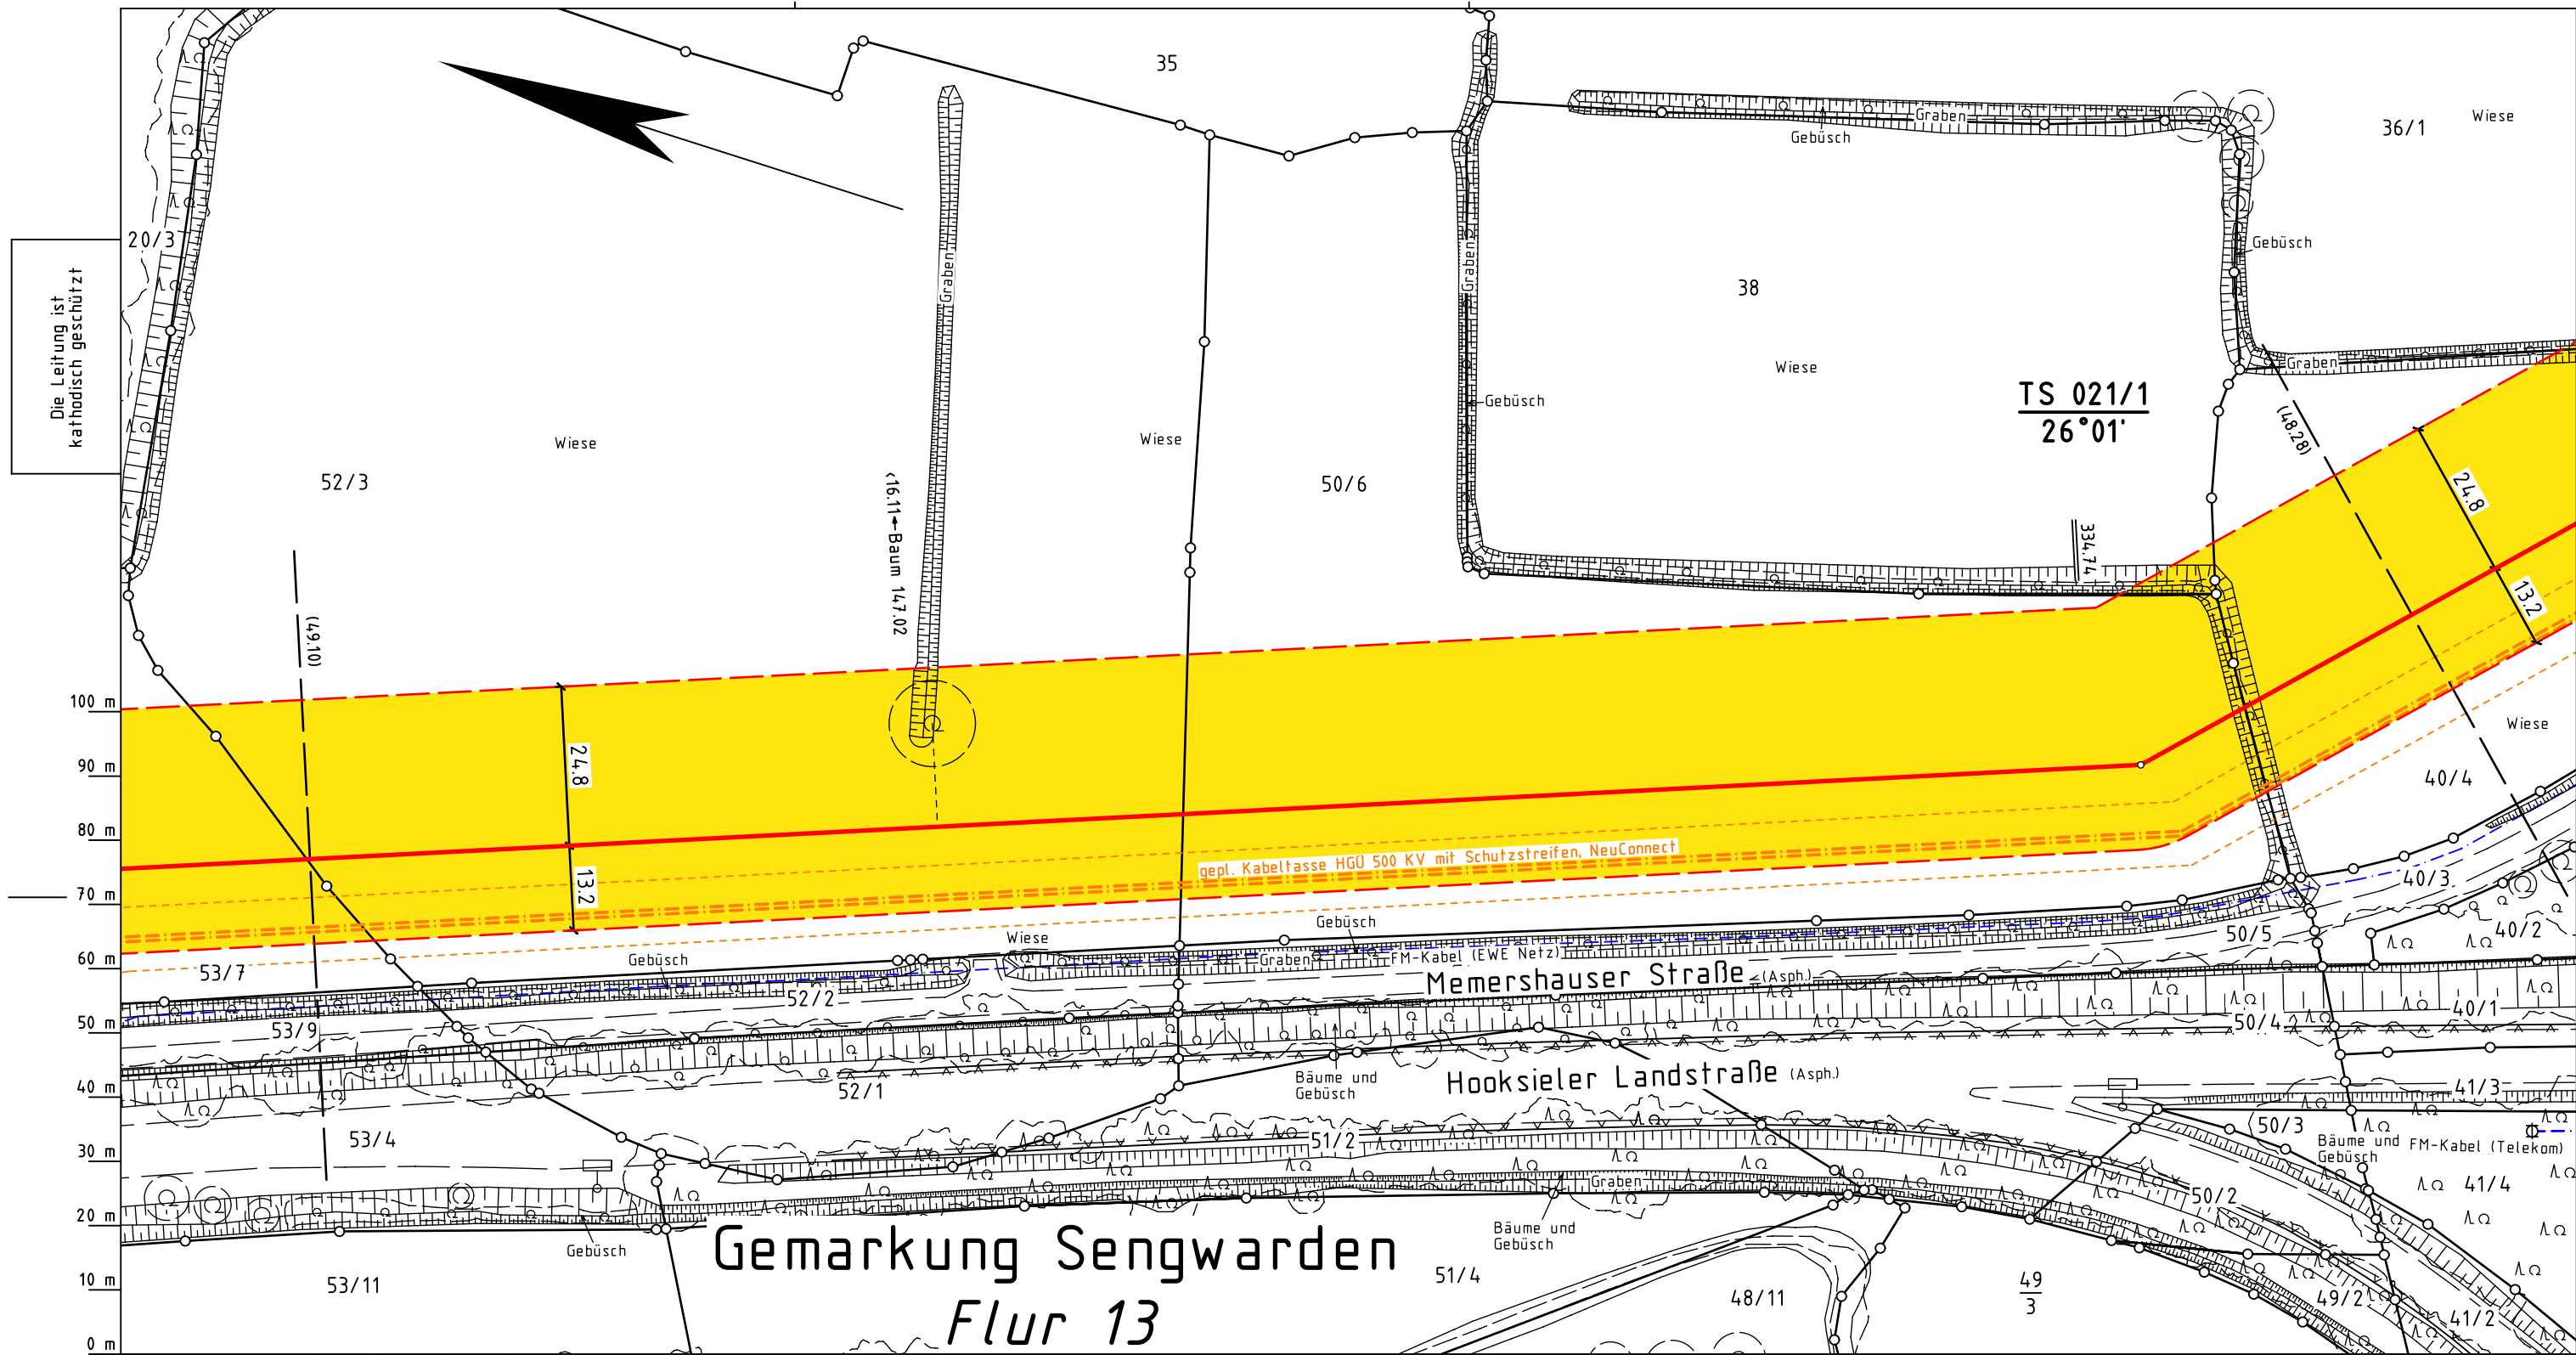 35
36/1
Wiese
Graben
Gebüsch
20/3
Die Leitung ist
kathodisch geschützt
Graben
Graben
Gebüsch
38
Wiese
Graben
TS 021/1
26°01'
(48.28)
Gebüsch
Wiese
Wiese
52/3
50/6
<16.11 Baum 147.02
334.74
24.8
13.2
(49.10)
100 m
90 m
80 m
70 m
60 m
50 m
40 m
30 m
20 m
10 m
0 m
24.8
13.2
Wiese
40/4
gepl. Kabeltasse HGÜ 500 KV mit Schutzstreifen, NeuConnect
40/3
Gebüsch
50/5
40/2
Wiese
Gebüsch
Graben
FM-Kabel (EWE Netz)
53/7
52/2
Memershauser Straße (Asph.)
53/9
50/4
40/1
Bäume und
Gebüsch
Hooksieler Landstraße (Asph.)
52/1
41/3
53/4
51/2
50/3
Bäume und
Gebüsch
FM-Kabel (Telekom)
Graben
50/2
41/4
Gebüsch
Bäume und
Gebüsch
Gemarkung Sengwarden
Flur 13
53/11
51/4
48/11
49
3
49/2
41/2